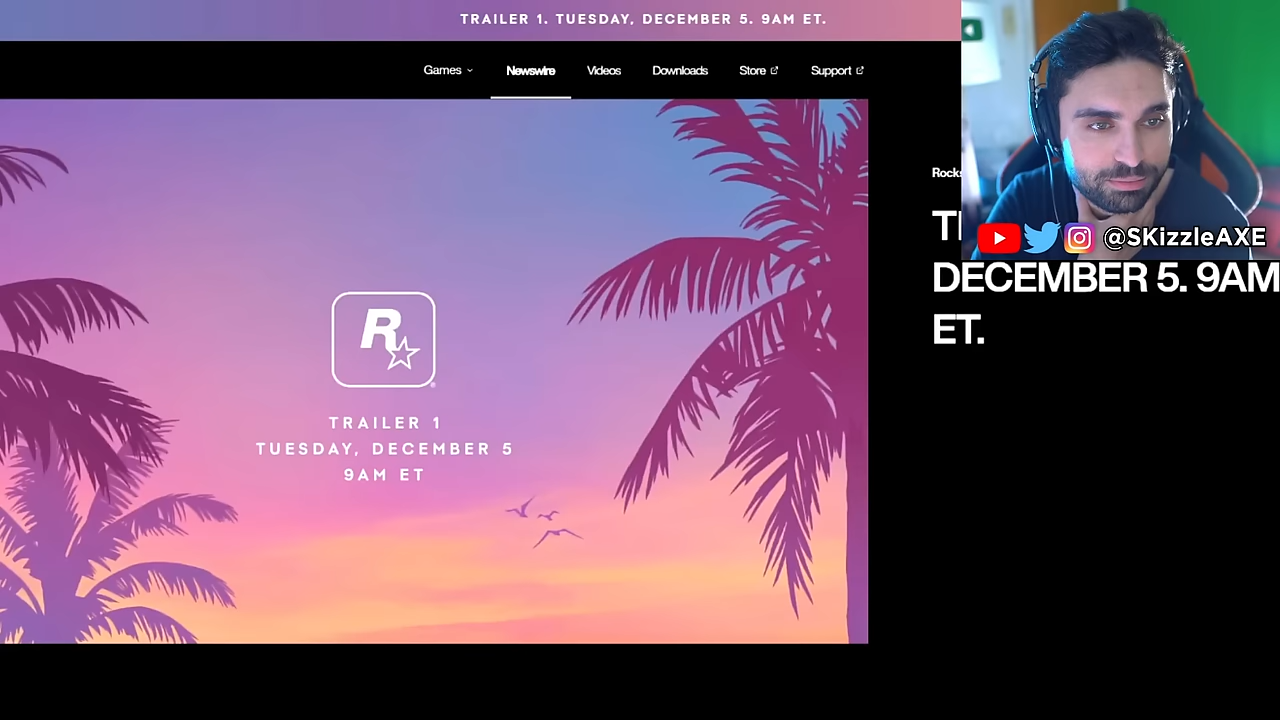 TRAILER 1. TUESDAY, DECEMBER 5. 9AM ET.
Games
Newswire
Videos
Downloads
Store
Support
R
TRAILER 1
TUESDAY, DECEMBER 5
9AM ET
DECEMBER 5. 9AM
ET.
@SKizzleAXE